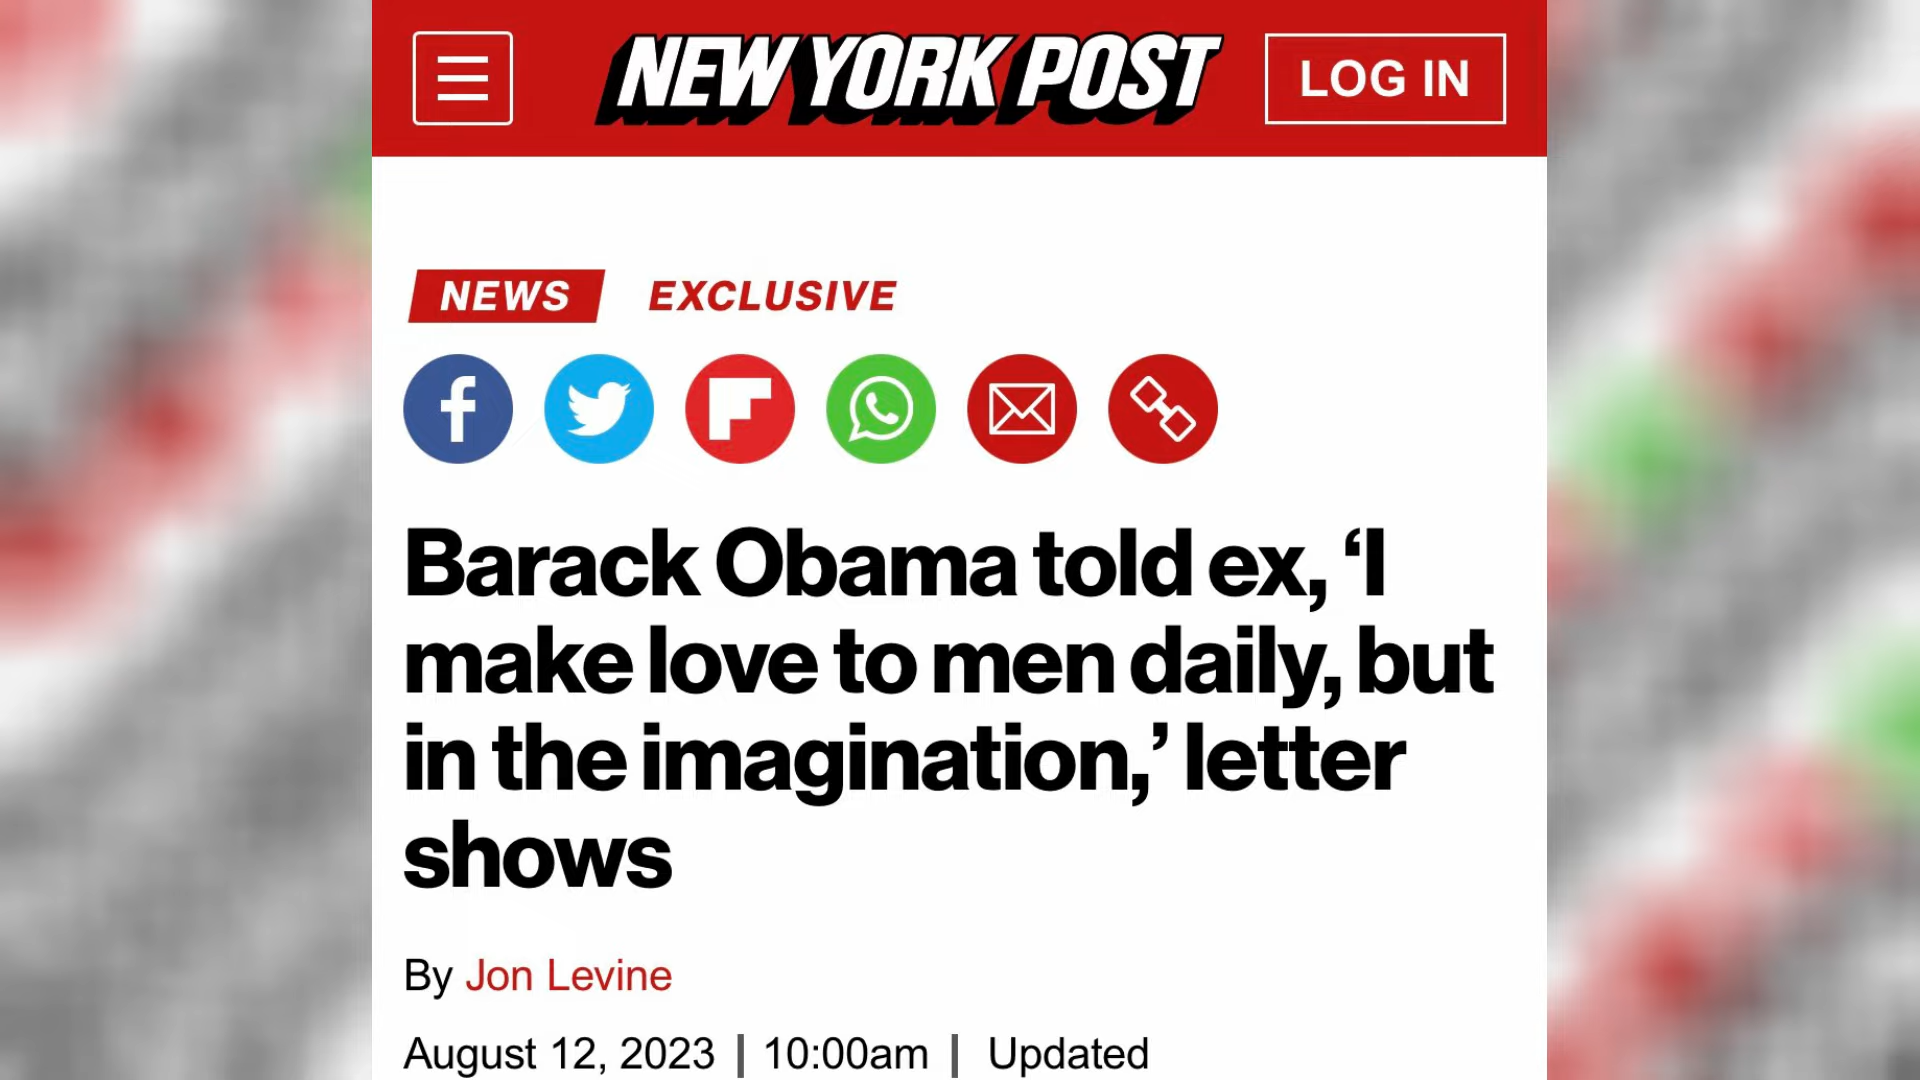 NEW YORK POST
LOG IN
NEWS EXCLUSIVE
Barack Obama told ex, ‘I
make love to men daily, but
in the imagination,’ letter
shows
By Jon Levine
August 12, 2023 | 10:00am | Updated